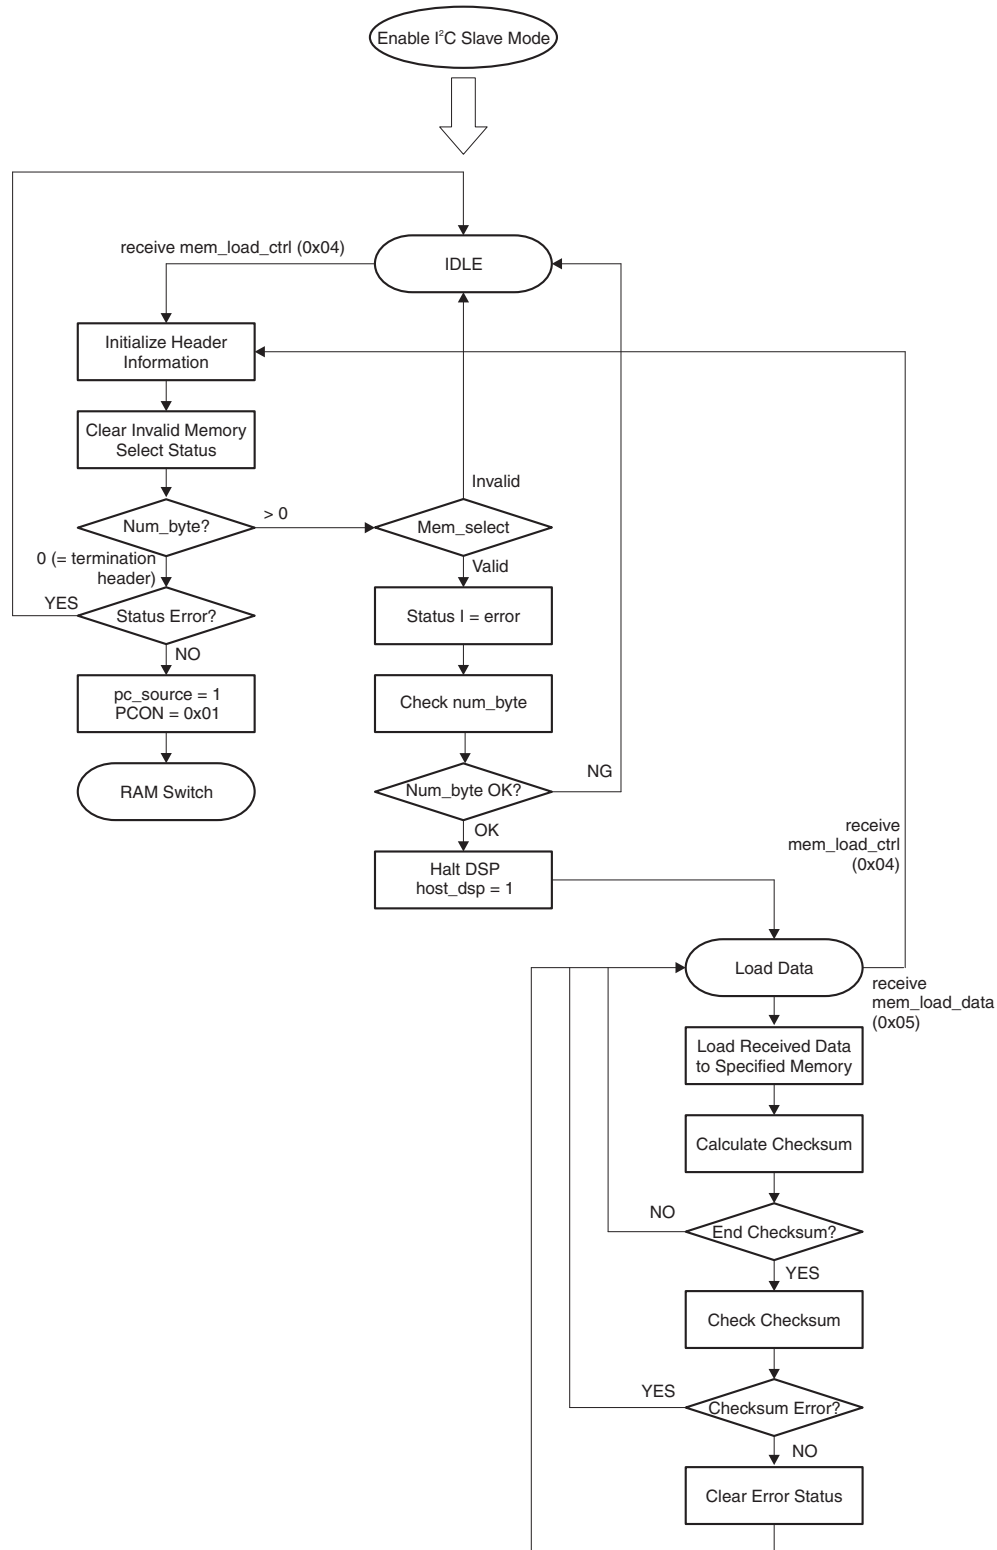 Enable I²C Slave Mode
receive mem_load_ctrl (0x04)
IDLE
Initialize Header
Information
Clear Invalid Memory
Select Status
Invalid
Num_byte?
> 0
Mem_select
0 (= termination
header)
Valid
YES
Status Error?
Status I = error
NO
pc_source = 1
PCON = 0x01
Check num_byte
RAM Switch
Num_byte OK?
NG
OK
Halt DSP
host_dsp = 1
receive
mem_load_ctrl
(0x04)
Load Data
receive
mem_load_data
(0x05)
Load Received Data
to Specified Memory
Calculate Checksum
NO
End Checksum?
YES
Check Checksum
YES
Checksum Error?
NO
Clear Error Status